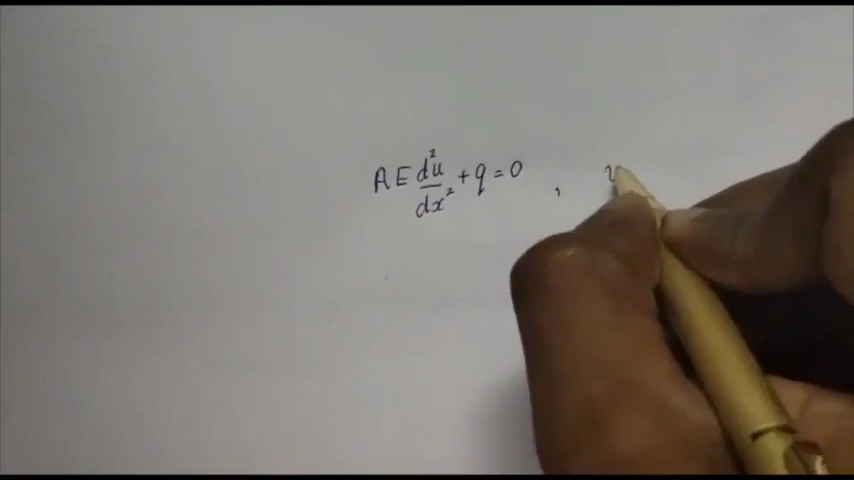 AE d²u/dx² + q = 0 , u